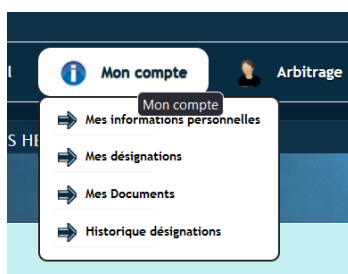 l Mon compte Arbitrage
Mon compte
Mes informations personnelles
S HE
Mes désignations
Mes Documents
Historique désignations